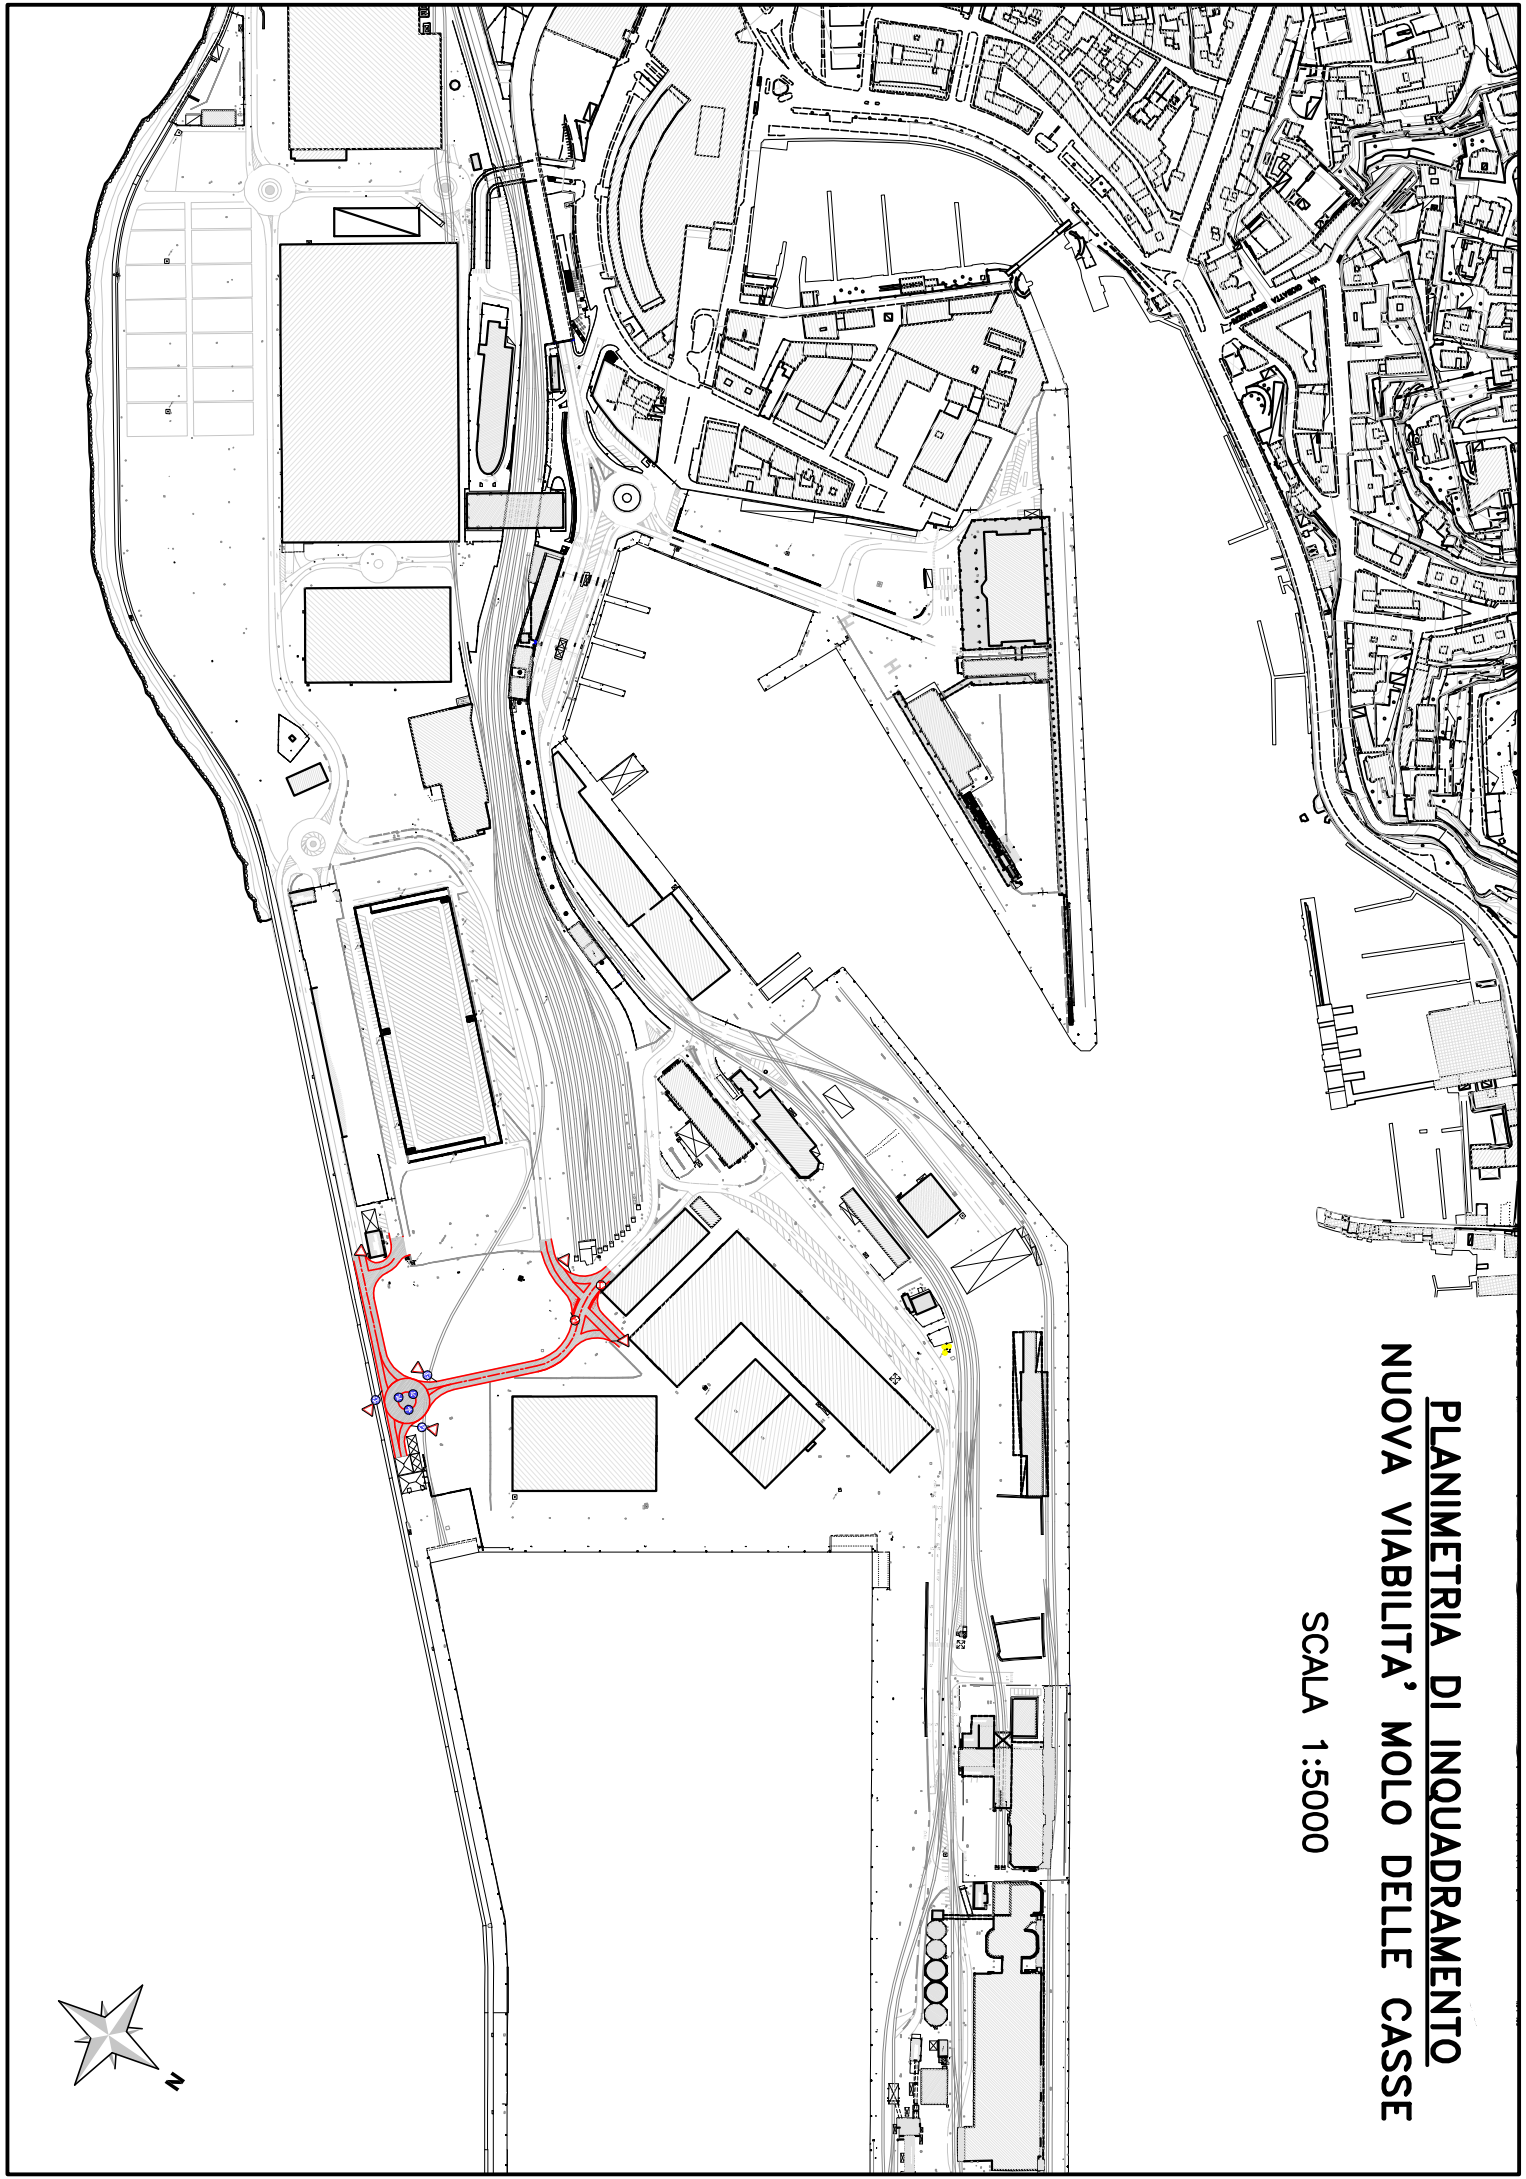 PLANIMETRIA DI INQUADRAMENTO
NUOVA VIABILITA' MOLO DELLE CASSE
SCALA 1:5000
N